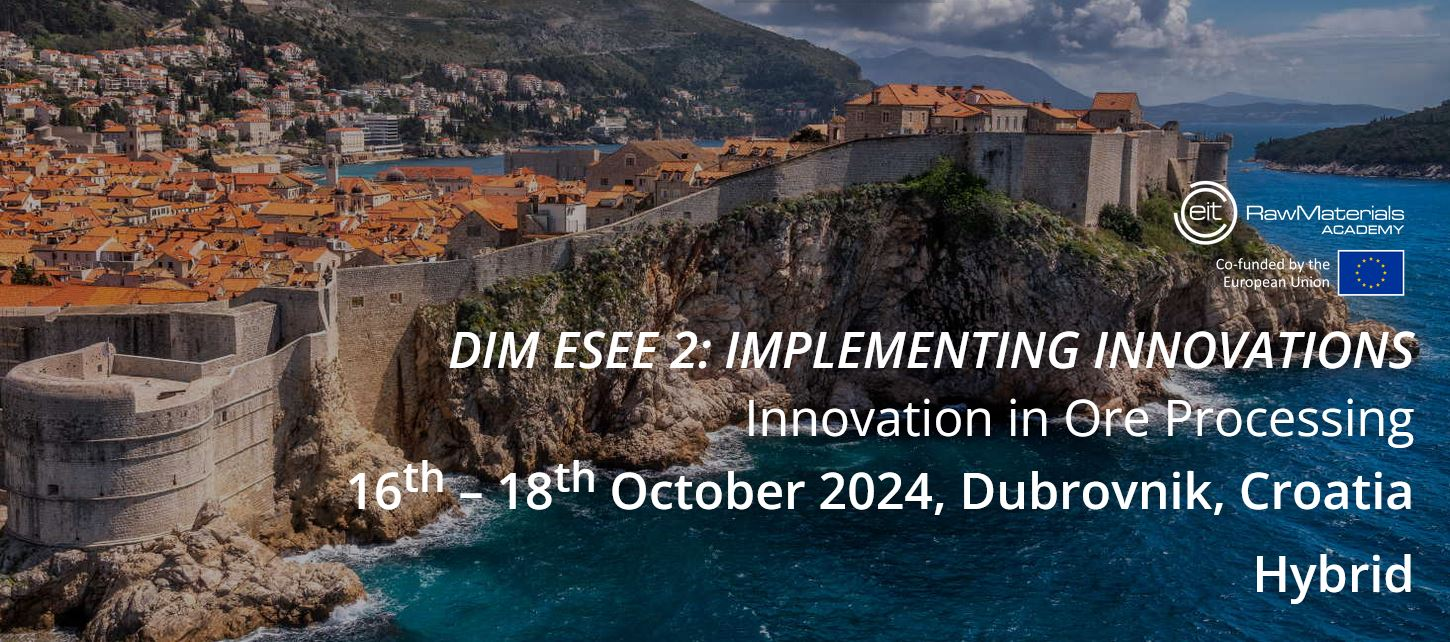 eit RawMaterials
ACADEMY
Co-funded by the
European Union
DIM ESEE 2: IMPLEMENTING INNOVATIONS
Innovation in Ore Processing
16th – 18th October 2024, Dubrovnik, Croatia
Hybrid